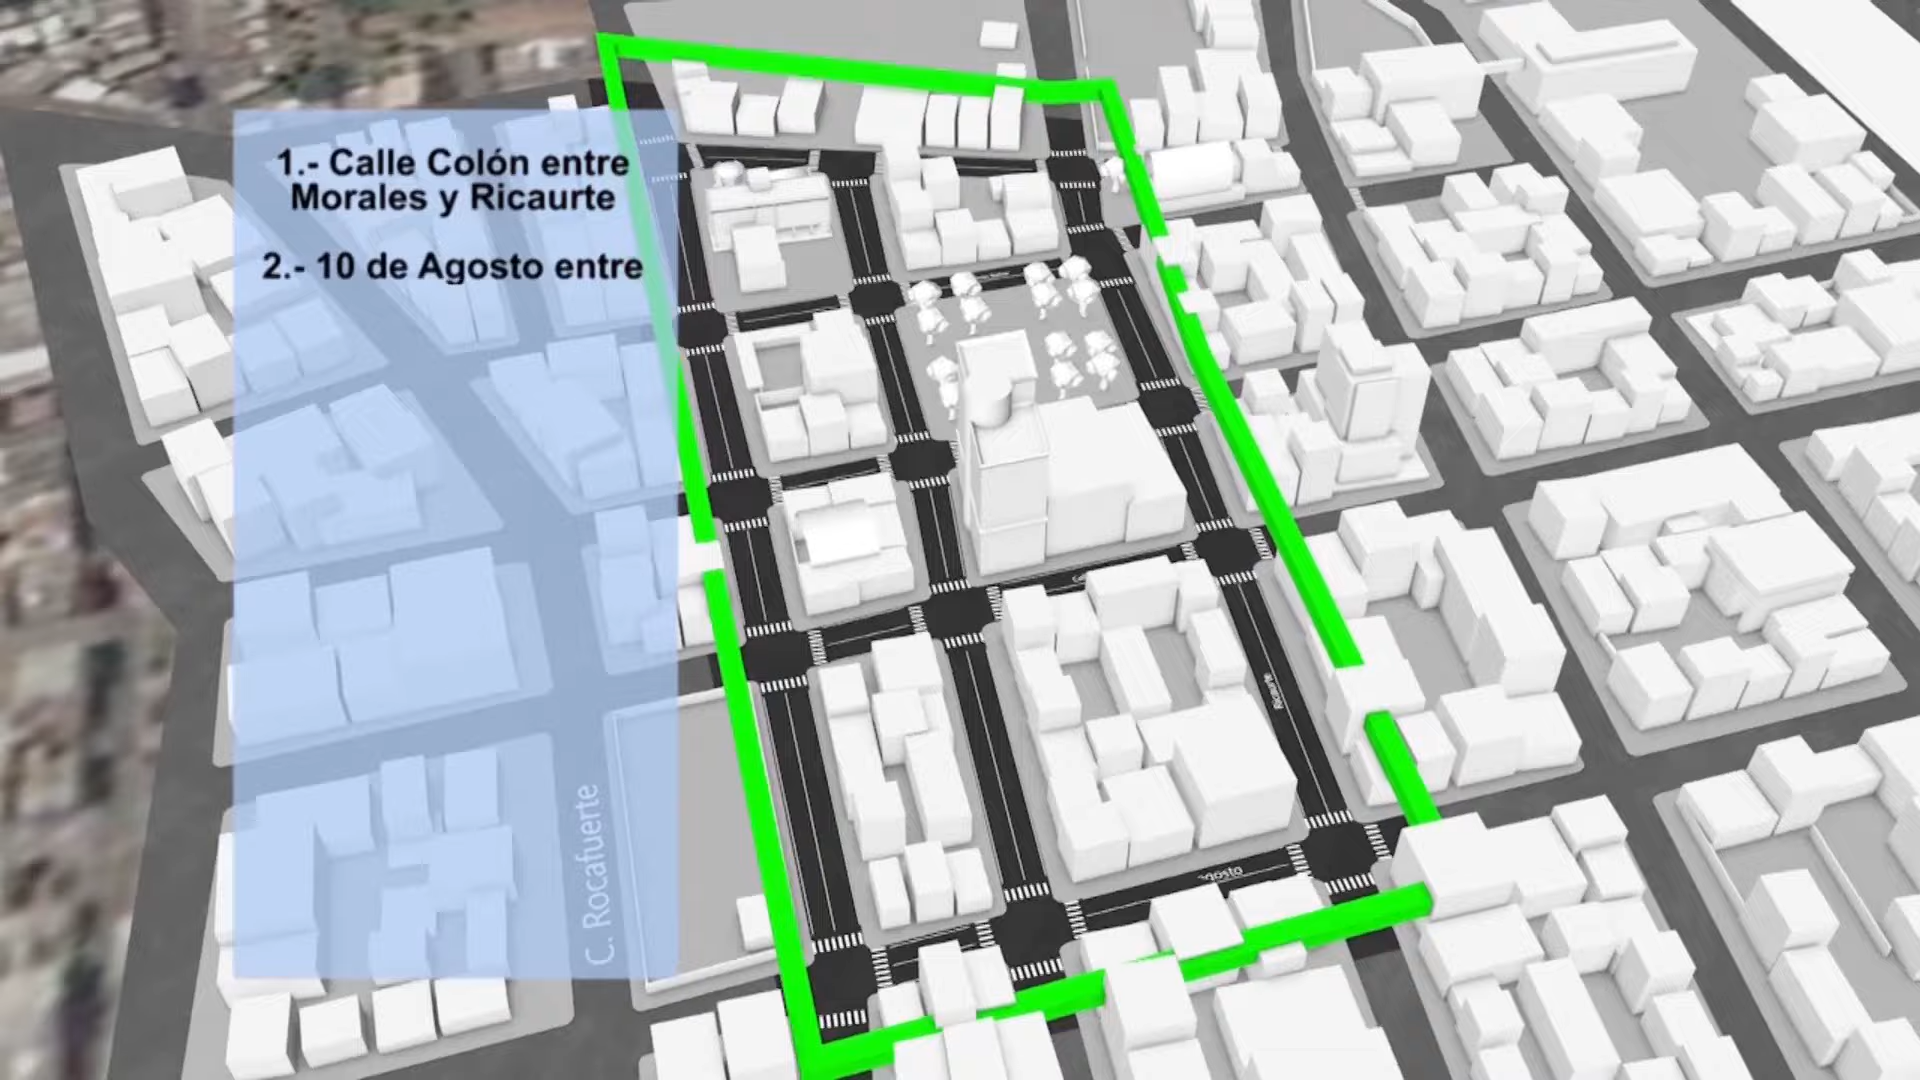 1.- Calle Colón entre
Morales y Ricaurte
2.- 10 de Agosto entre
C. Rocafuerte
Ricaurte